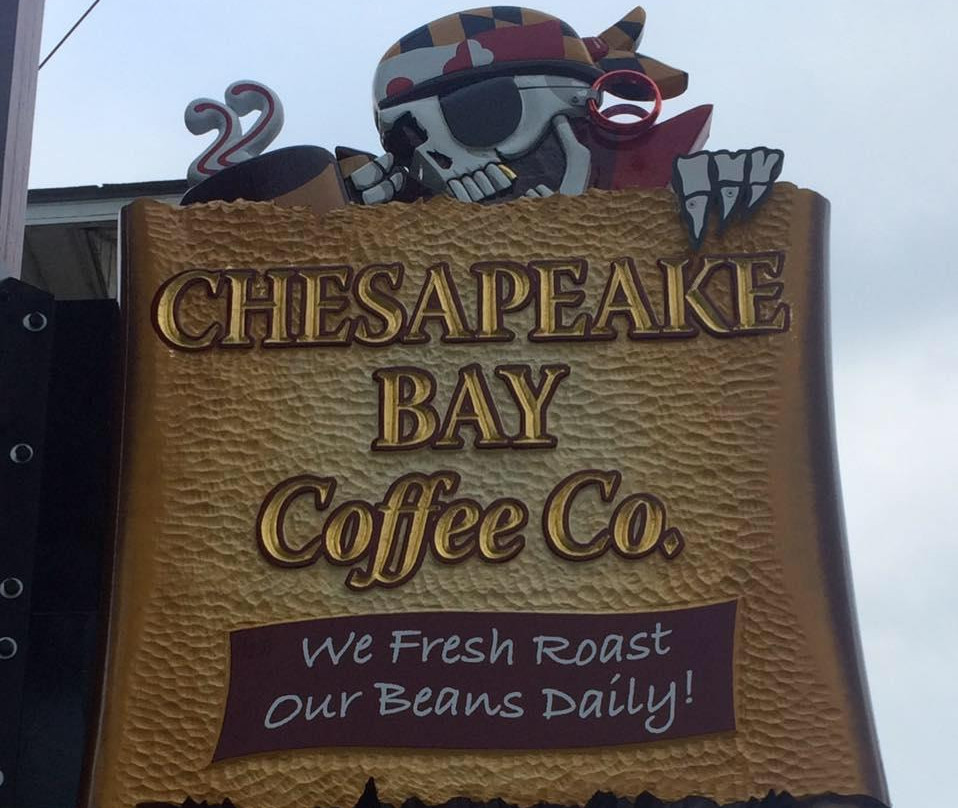 CHESAPEAKE
BAY
Coffee Co.
We Fresh Roast
Our Beans Daily!